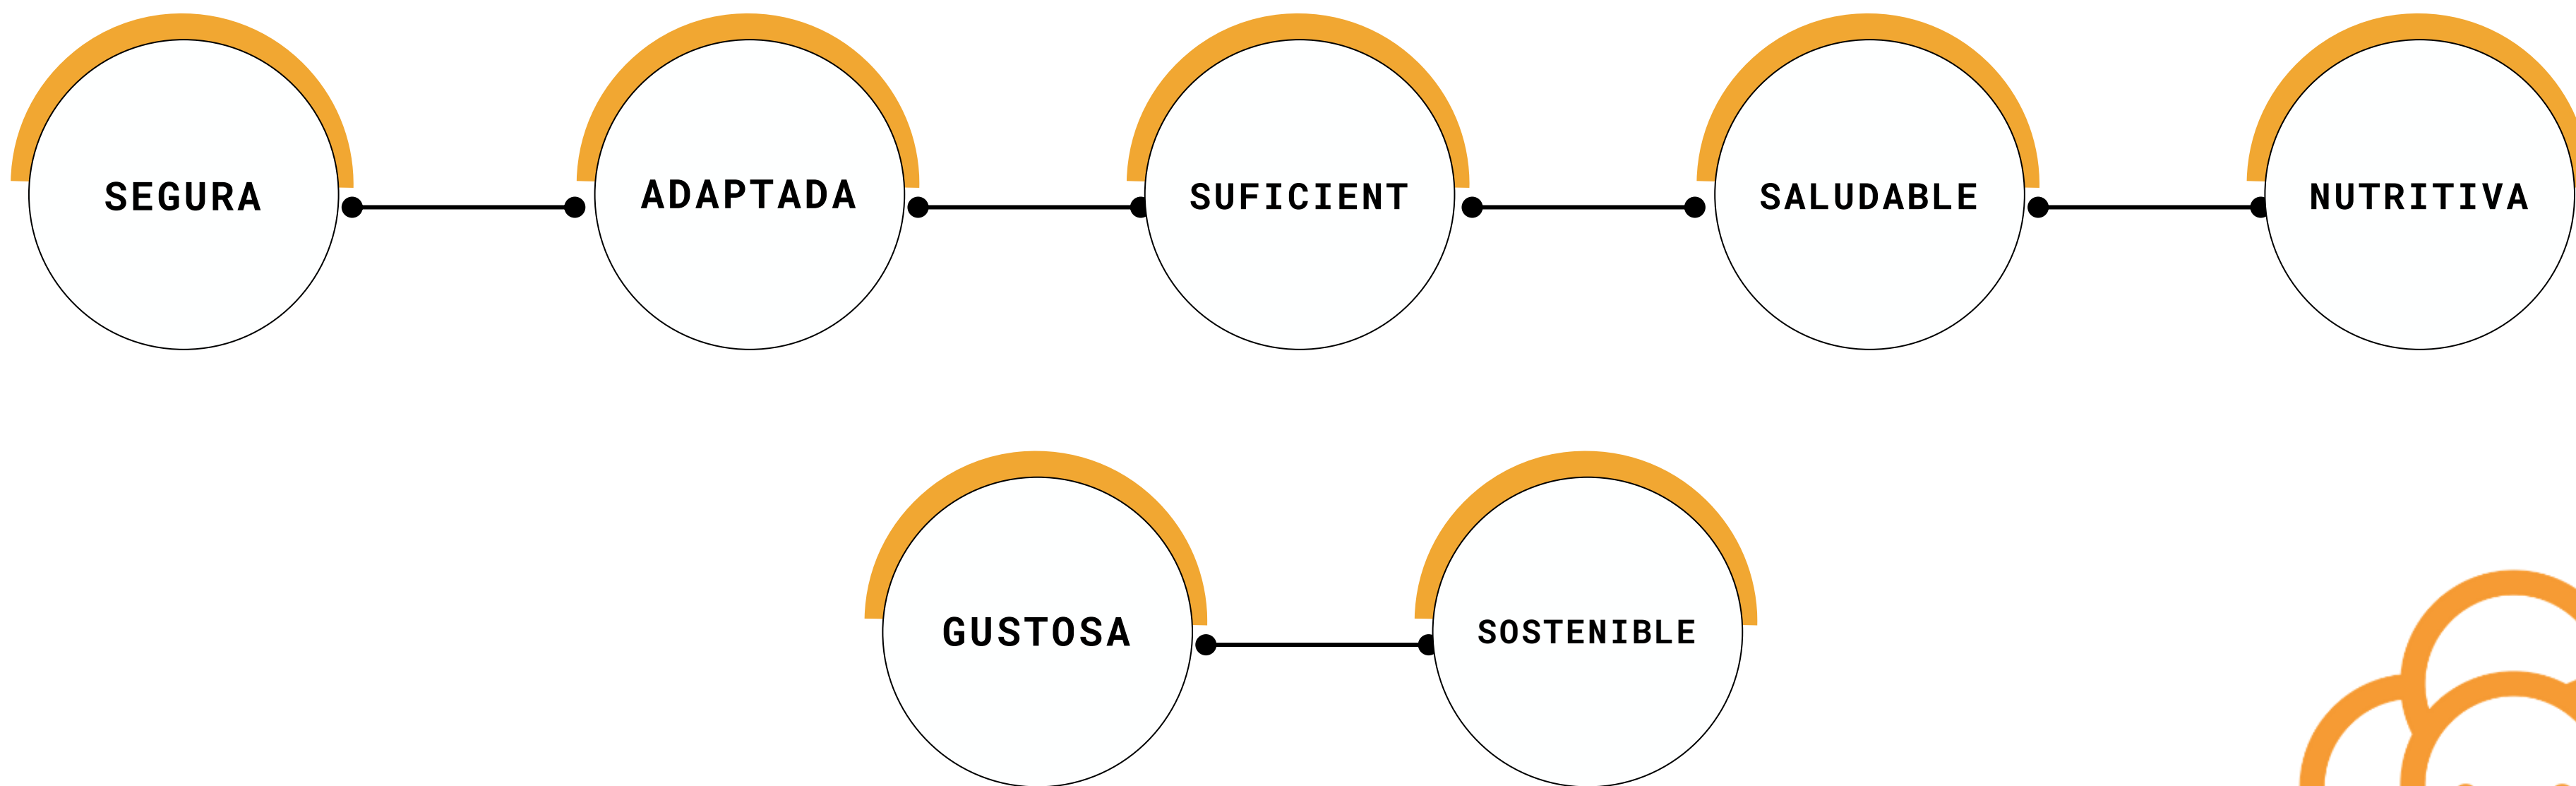 SEGURA
ADAPTADA
SUFICIENT
SALUDABLE
NUTRITIVA
GUSTOSA
SOSTENIBLE